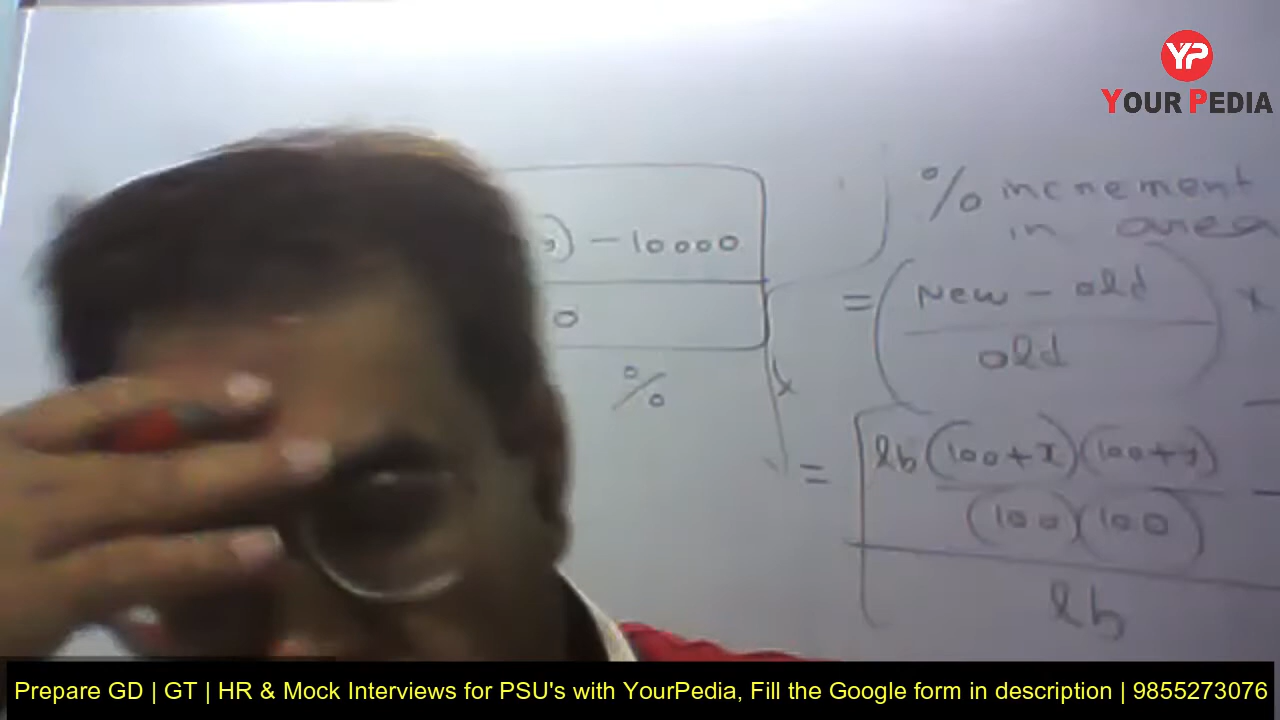 YP
YOUR PEDIA
) – 10000
0
%
% increment
in area
= ( New – old / old ) x
= lb (100+x)(100+y) –
(100)(100)
lb
Prepare GD | GT | HR & Mock Interviews for PSU's with YourPedia, Fill the Google form in description | 9855273076